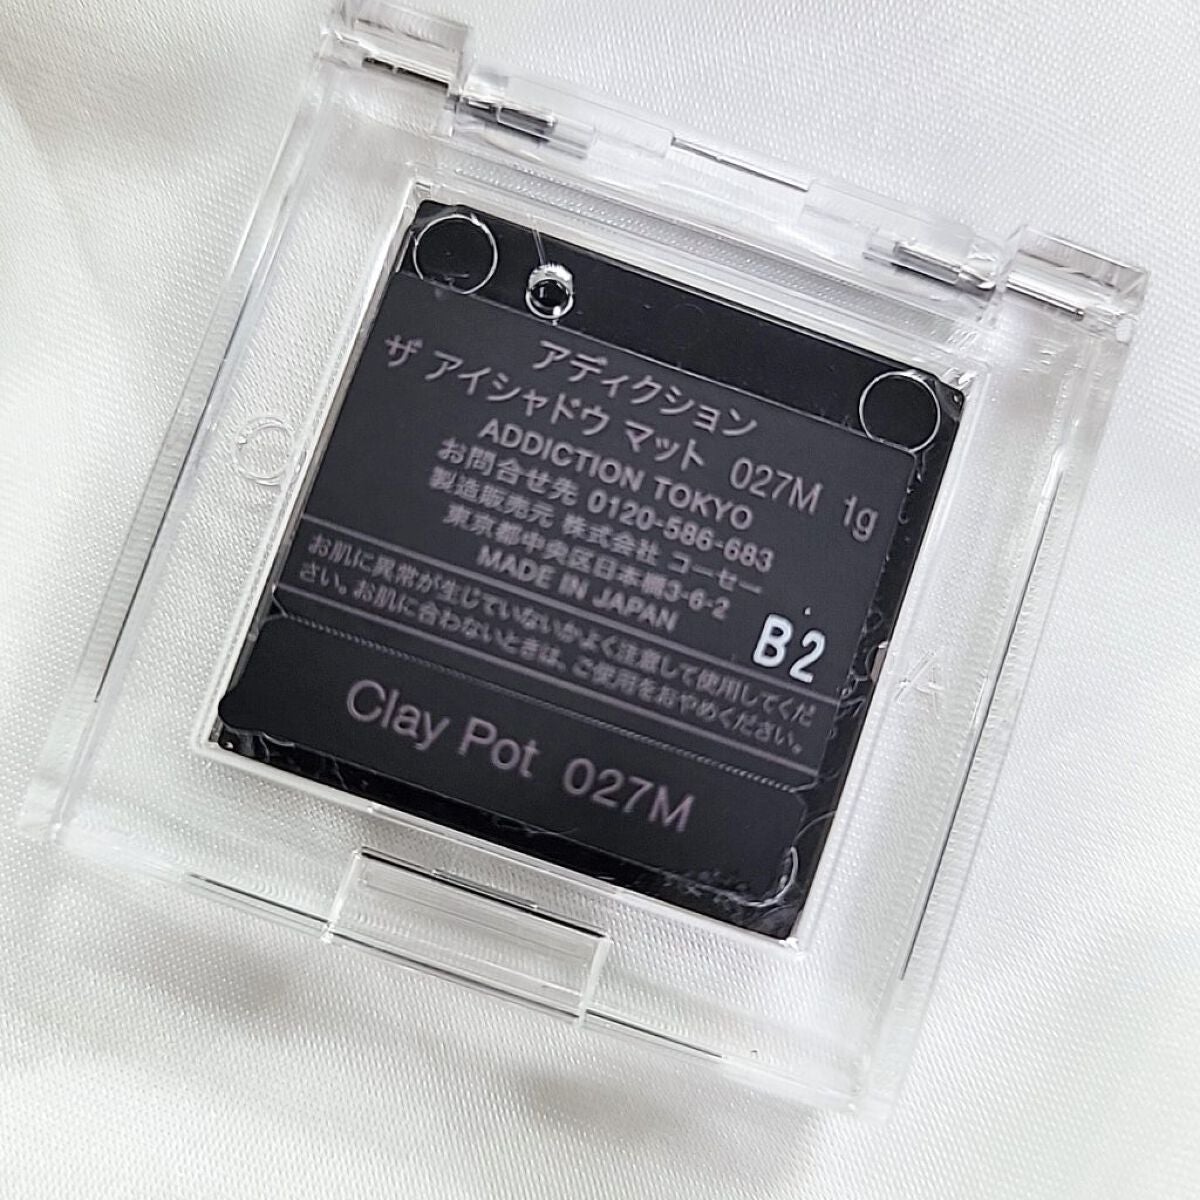 アディクション
ザ アイシャドウ マット 027M 1g
ADDICTION TOKYO
お問合せ先 0120-586-683
製造販売元 株式会社 コーセー
東京都中央区日本橋3-6-2
MADE IN JAPAN
B2
お肌に異常が生じていないかよく注意して使用してくだ
さい。お肌に合わないときは、ご使用をおやめください。
Clay Pot 027M